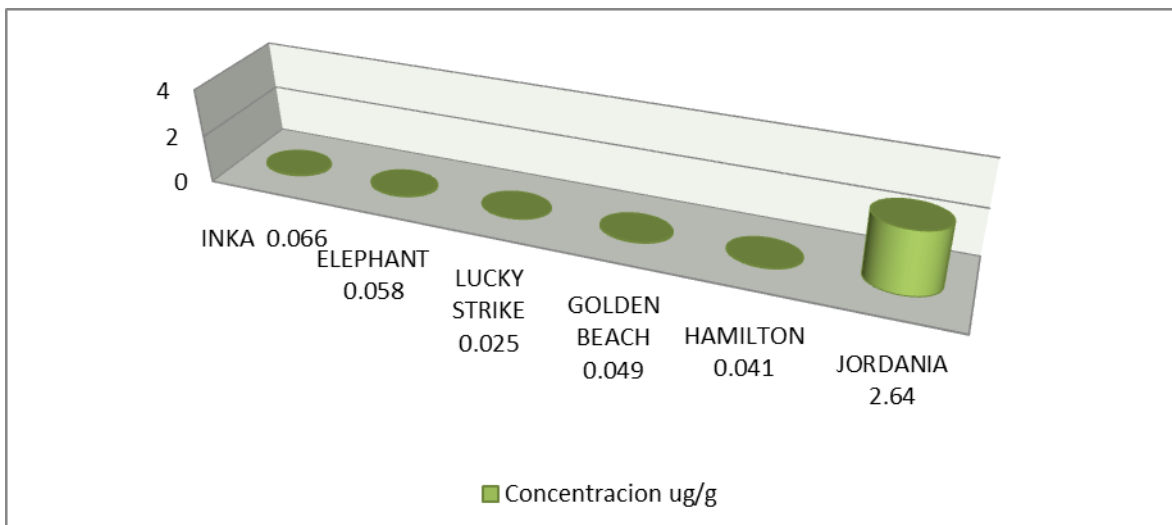 4
2
0
INKA 0.066
ELEPHANT
0.058
LUCKY
STRIKE
0.025
GOLDEN
BEACH
0.049
HAMILTON
0.041
JORDANIA
2.64
Concentracion ug/g